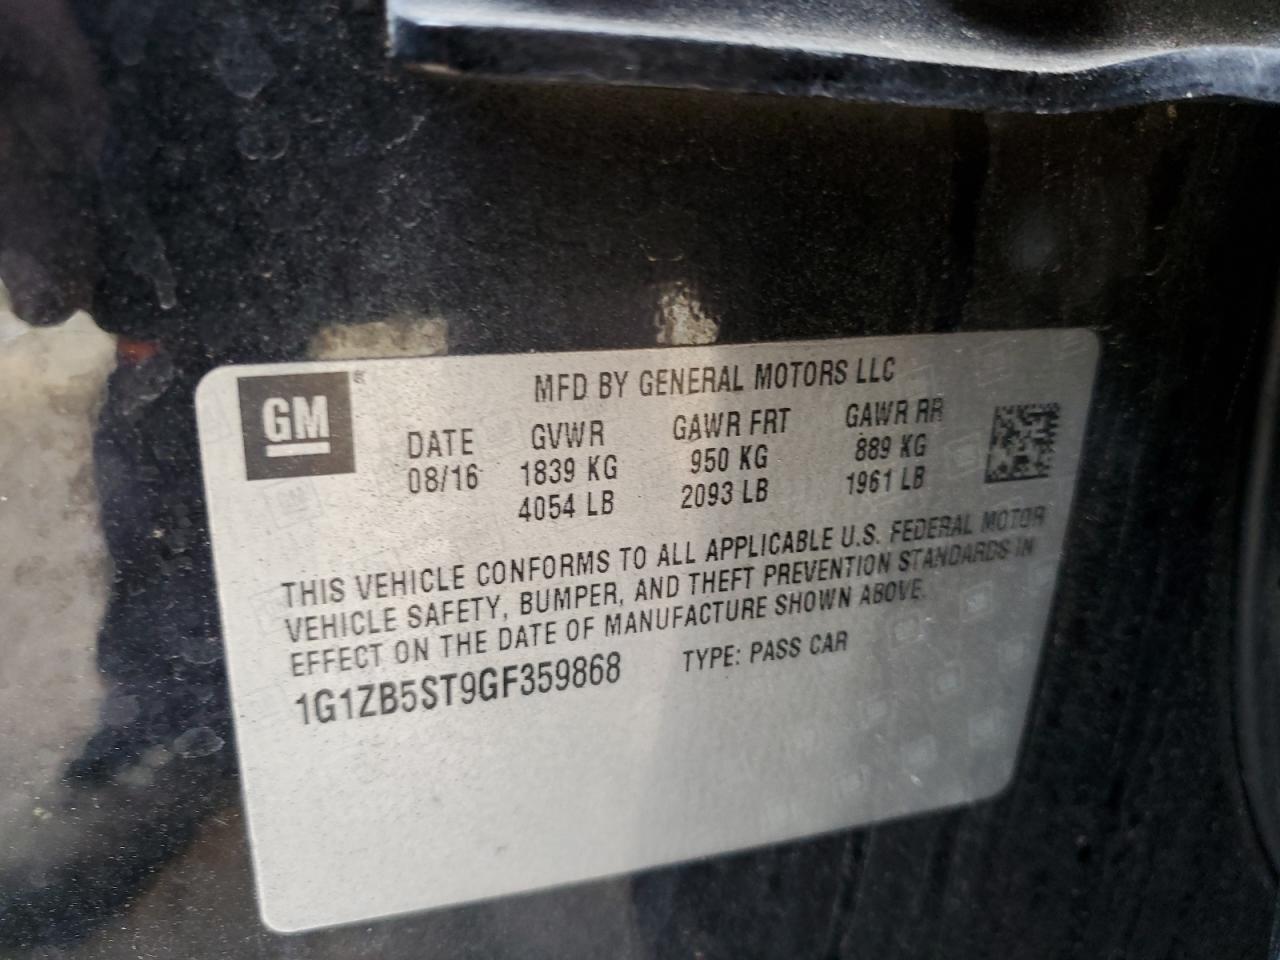 GM
MFD BY GENERAL MOTORS LLC
DATE GVWR GAWR FRT GAWR RR
08/16 1839 KG 950 KG 889 KG
4054 LB 2093 LB 1961 LB
THIS VEHICLE CONFORMS TO ALL APPLICABLE U.S. FEDERAL MOTOR
VEHICLE SAFETY, BUMPER, AND THEFT PREVENTION STANDARDS IN
EFFECT ON THE DATE OF MANUFACTURE SHOWN ABOVE.
1G1ZB5ST9GF359868 TYPE: PASS CAR